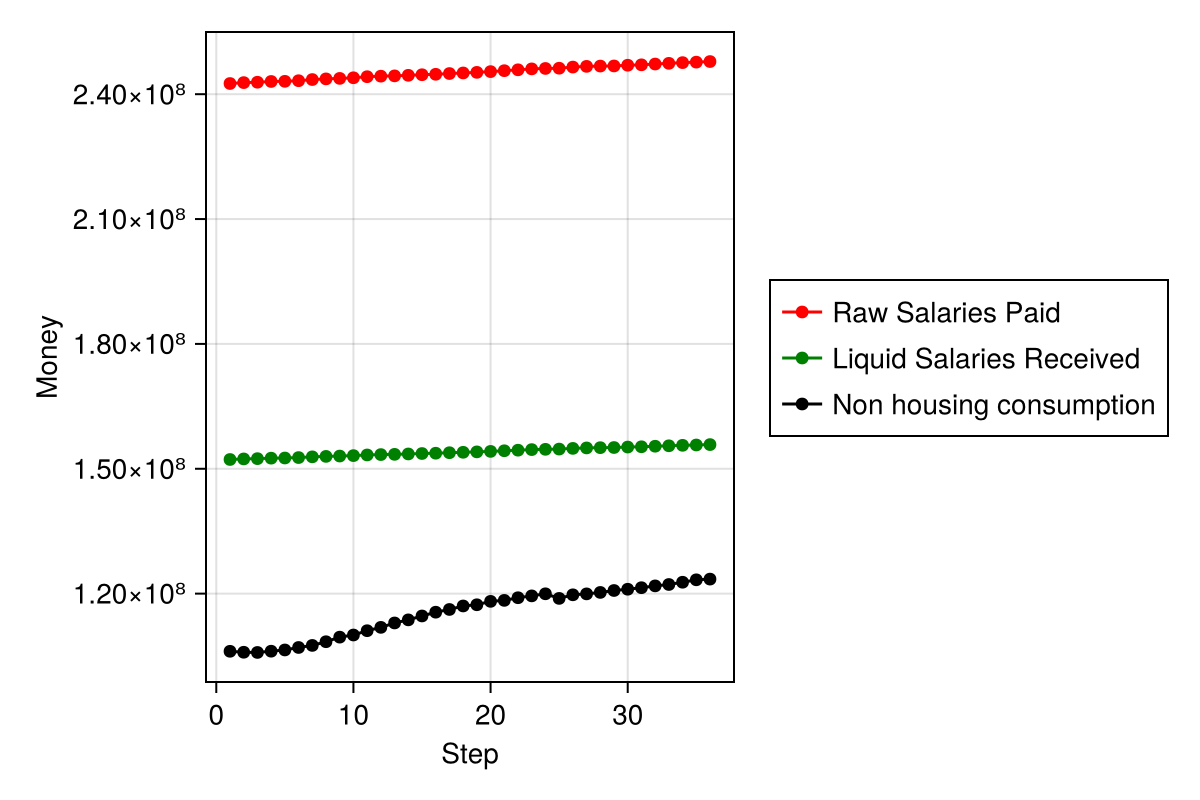 2.40×10⁸
2.10×10⁸
1.80×10⁸
1.50×10⁸
1.20×10⁸
Money
0 10 20 30
Step
Raw Salaries Paid
Liquid Salaries Received
Non housing consumption